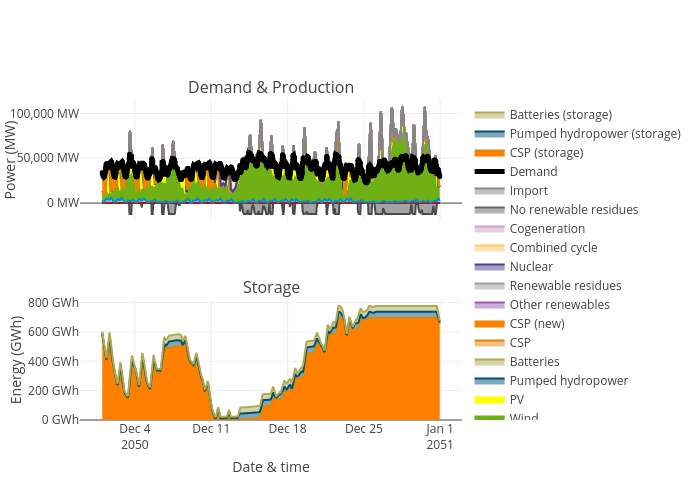 Demand & Production
Power (MW)
100,000 MW
50,000 MW
0 MW
Storage
Energy (GWh)
800 GWh
600 GWh
400 GWh
200 GWh
0 GWh
Dec 4
2050
Dec 11
Dec 18
Dec 25
Jan 1
2051
Date & time
Batteries (storage)
Pumped hydropower (storage)
CSP (storage)
Demand
Import
No renewable residues
Cogeneration
Combined cycle
Nuclear
Renewable residues
Other renewables
CSP (new)
CSP
Batteries
Pumped hydropower
PV
Wind